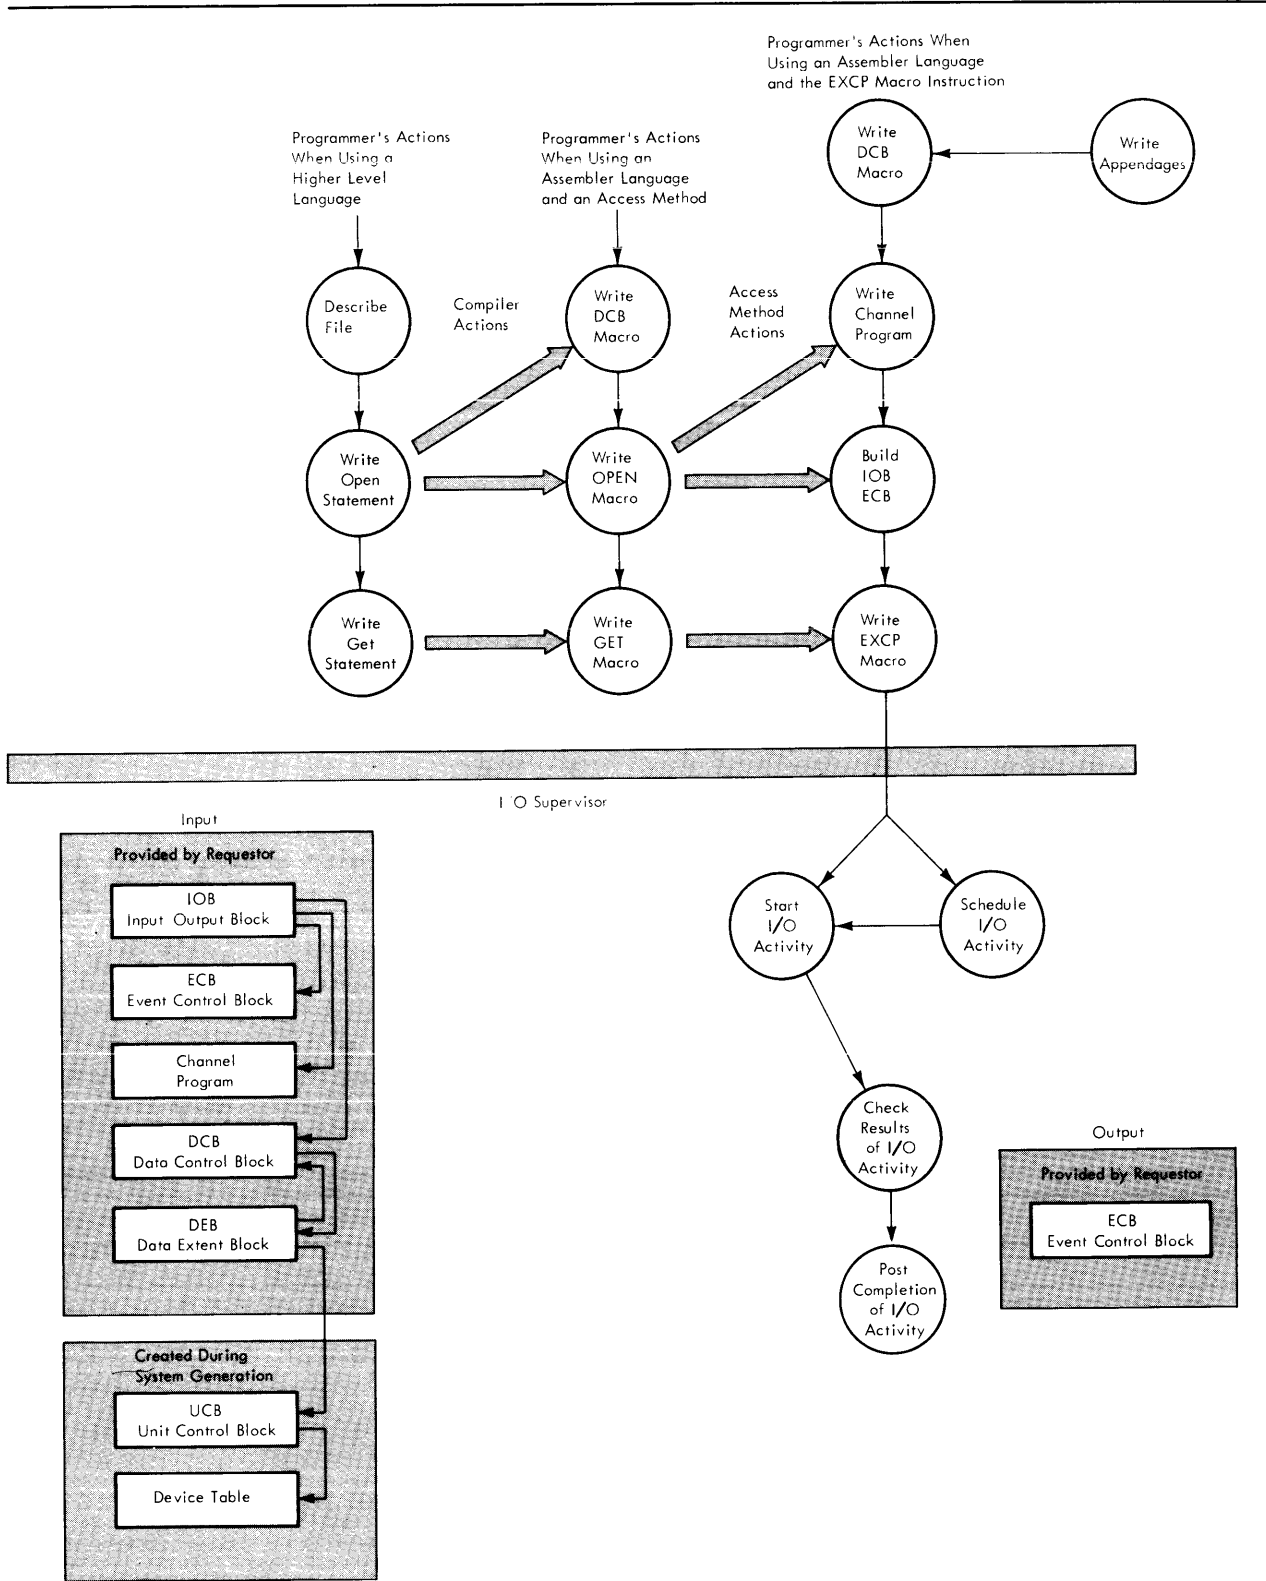 Programmer's Actions When
Using an Assembler Language
and the EXCP Macro Instruction
Write
DCB
Macro
Write
Appendages
Programmer's Actions
When Using a
Higher Level
Language
Programmer's Actions
When Using an
Assembler Language
and an Access Method
Describe
File
Compiler
Actions
Write
DCB
Macro
Access
Method
Actions
Write
Channel
Program
Write
Open
Statement
Write
OPEN
Macro
Build
IOB
ECB
Write
Get
Statement
Write
GET
Macro
Write
EXCP
Macro
I/O Supervisor
Input
Provided by Requestor
IOB
Input Output Block
ECB
Event Control Block
Channel
Program
DCB
Data Control Block
DEB
Data Extent Block
Created During
System Generation
UCB
Unit Control Block
Device Table
Start
I/O
Activity
Schedule
I/O
Activity
Check
Results
of I/O
Activity
Post
Completion
of I/O
Activity
Output
Provided by Requestor
ECB
Event Control Block